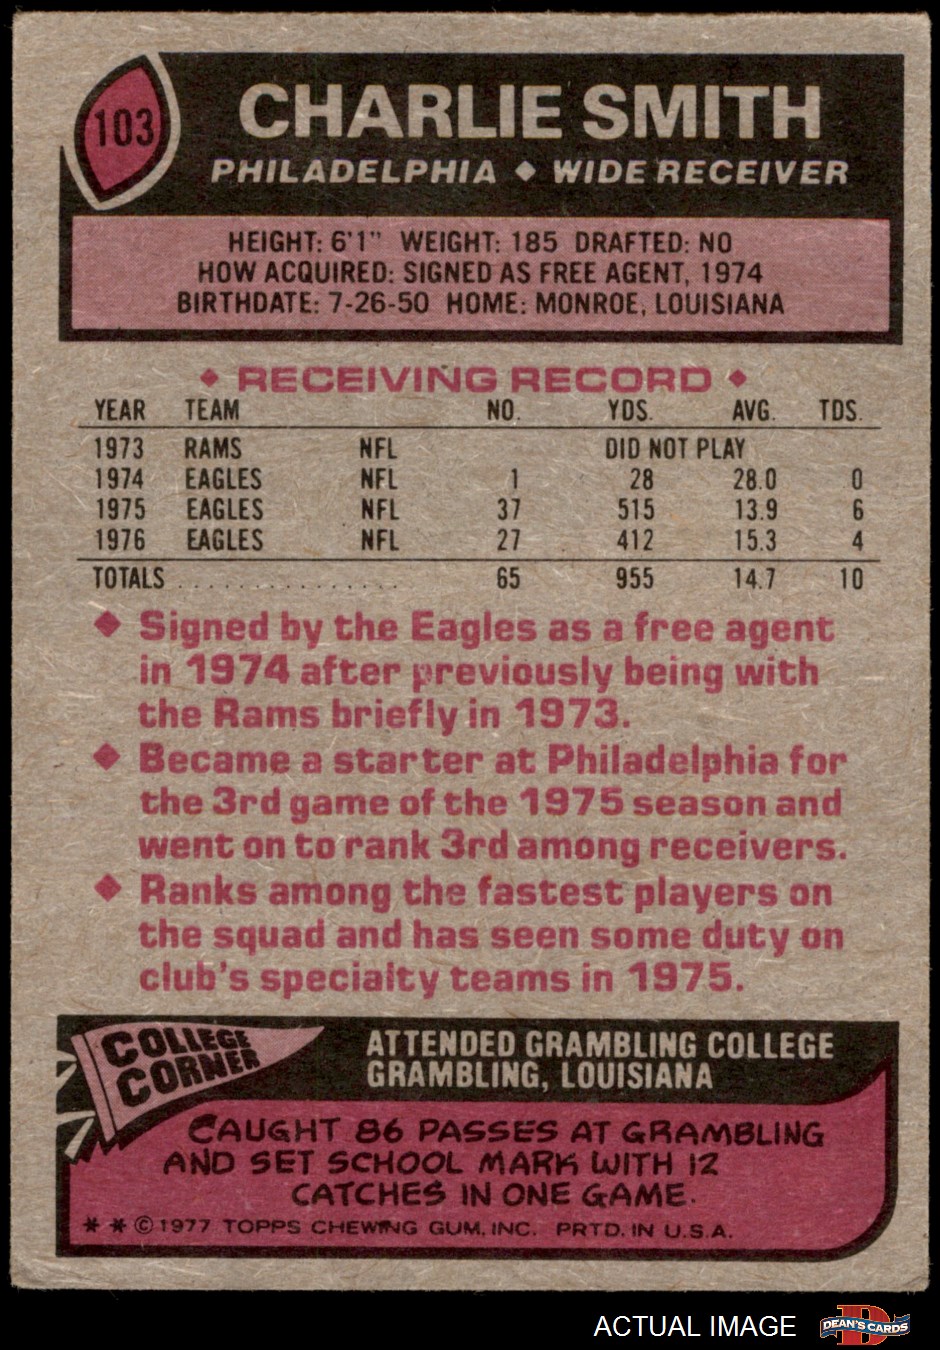 103
CHARLIE SMITH
PHILADELPHIA ◆ WIDE RECEIVER
HEIGHT: 6'1" WEIGHT: 185 DRAFTED: NO
HOW ACQUIRED: SIGNED AS FREE AGENT, 1974
BIRTHDATE: 7-26-50 HOME: MONROE, LOUISIANA
◆ RECEIVING RECORD ◆
YEAR TEAM NO. YDS. AVG. TDS.
1973 RAMS NFL DID NOT PLAY
1974 EAGLES NFL 1 28 28.0 0
1975 EAGLES NFL 37 515 13.9 6
1976 EAGLES NFL 27 412 15.3 4
TOTALS . . . . . . . . . . . . . . . . 65 955 14.7 10
◆ Signed by the Eagles as a free agent
in 1974 after previously being with
the Rams briefly in 1973.
◆ Became a starter at Philadelphia for
the 3rd game of the 1975 season and
went on to rank 3rd among receivers.
◆ Ranks among the fastest players on
the squad and has seen some duty on
club's specialty teams in 1975.
COLLEGE
CORNER
ATTENDED GRAMBLING COLLEGE
GRAMBLING, LOUISIANA
CAUGHT 86 PASSES AT GRAMBLING
AND SET SCHOOL MARK WITH 12
CATCHES IN ONE GAME.
* * © 1977 TOPPS CHEWING GUM, INC. PRTD. IN U.S.A.
ACTUAL IMAGE
D
DEAN'S CARDS